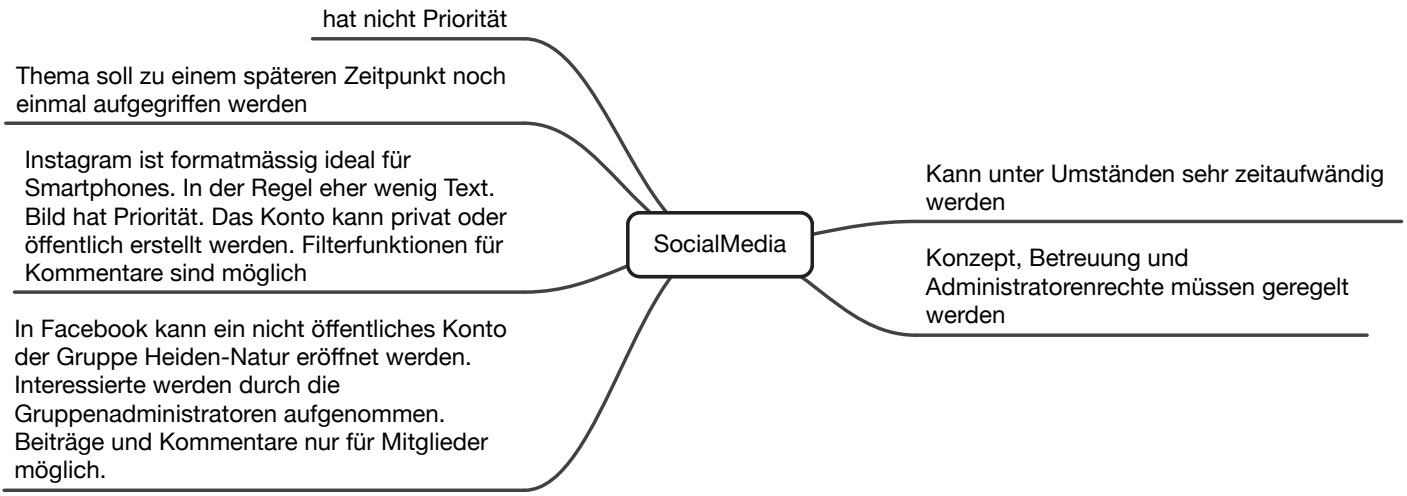 hat nicht Priorität
Thema soll zu einem späteren Zeitpunkt noch
einmal aufgegriffen werden
Instagram ist formatmässig ideal für
Smartphones. In der Regel eher wenig Text.
Bild hat Priorität. Das Konto kann privat oder
öffentlich erstellt werden. Filterfunktionen für
Kommentare sind möglich
In Facebook kann ein nicht öffentliches Konto
der Gruppe Heiden-Natur eröffnet werden.
Interessierte werden durch die
Gruppenadministratoren aufgenommen.
Beiträge und Kommentare nur für Mitglieder
möglich.
SocialMedia
Kann unter Umständen sehr zeitaufwändig
werden
Konzept, Betreuung und
Administratorenrechte müssen geregelt
werden